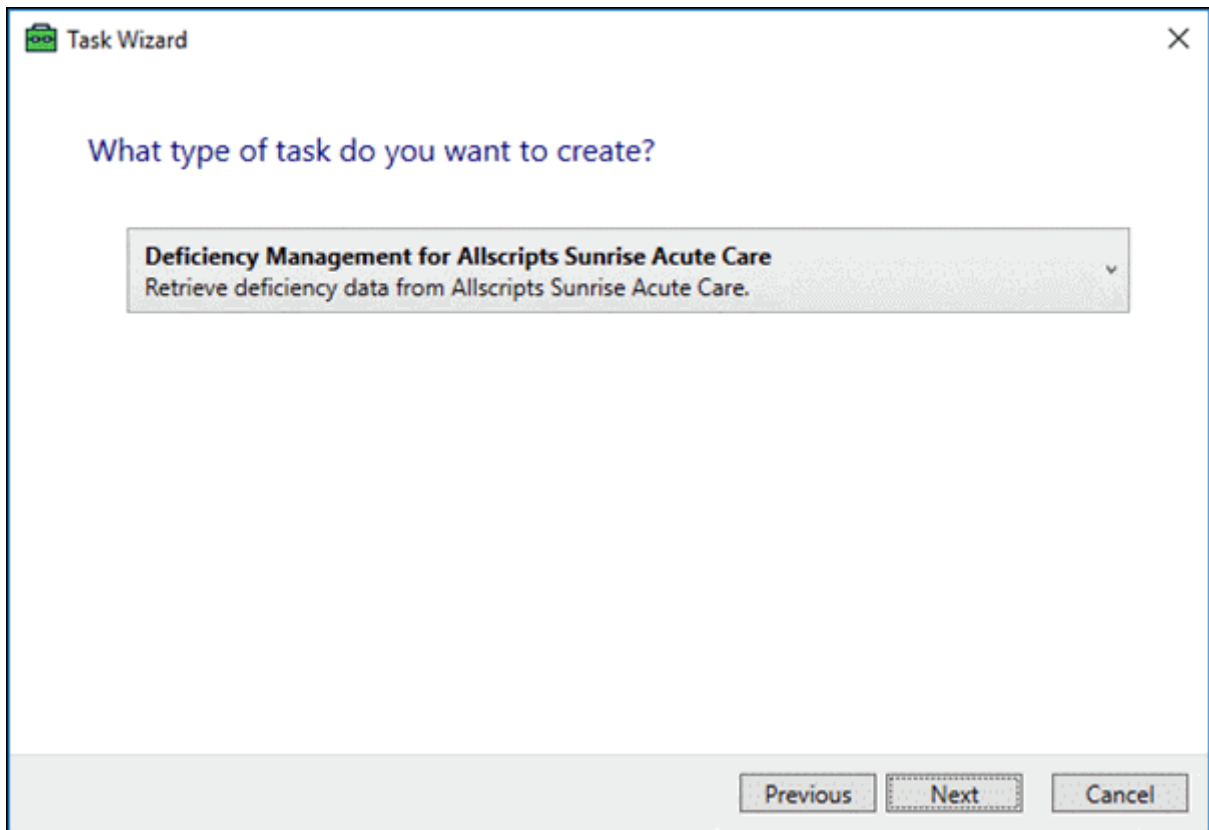 Task Wizard
What type of task do you want to create?
Deficiency Management for Allscripts Sunrise Acute Care
Retrieve deficiency data from Allscripts Sunrise Acute Care.
Previous Next Cancel